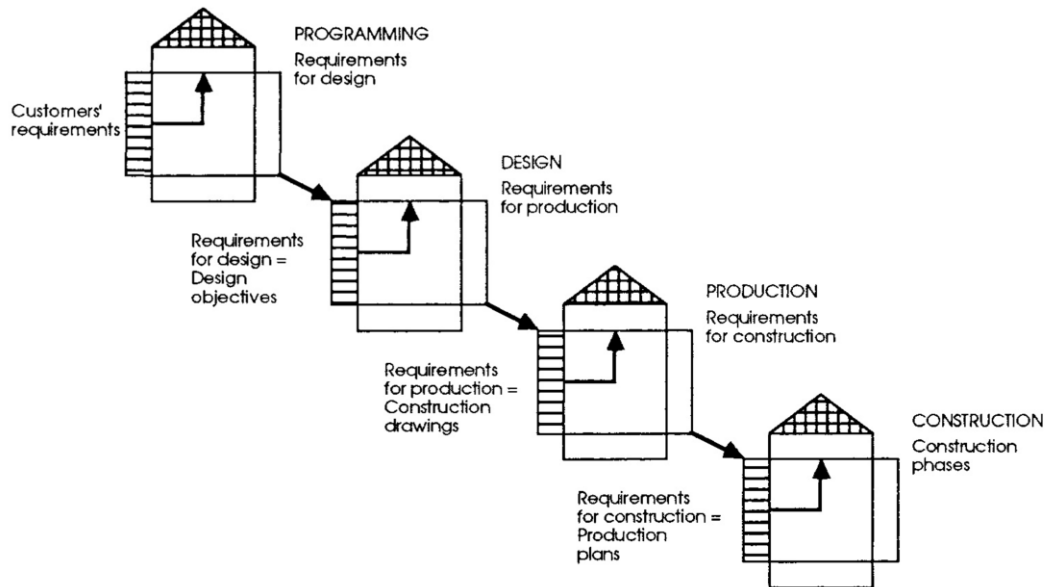 PROGRAMMING
Requirements
for design
Customers'
requirements
DESIGN
Requirements
for production
Requirements
for design =
Design
objectives
PRODUCTION
Requirements
for construction
Requirements
for production =
Construction
drawings
CONSTRUCTION
Construction
phases
Requirements
for construction =
Production
plans